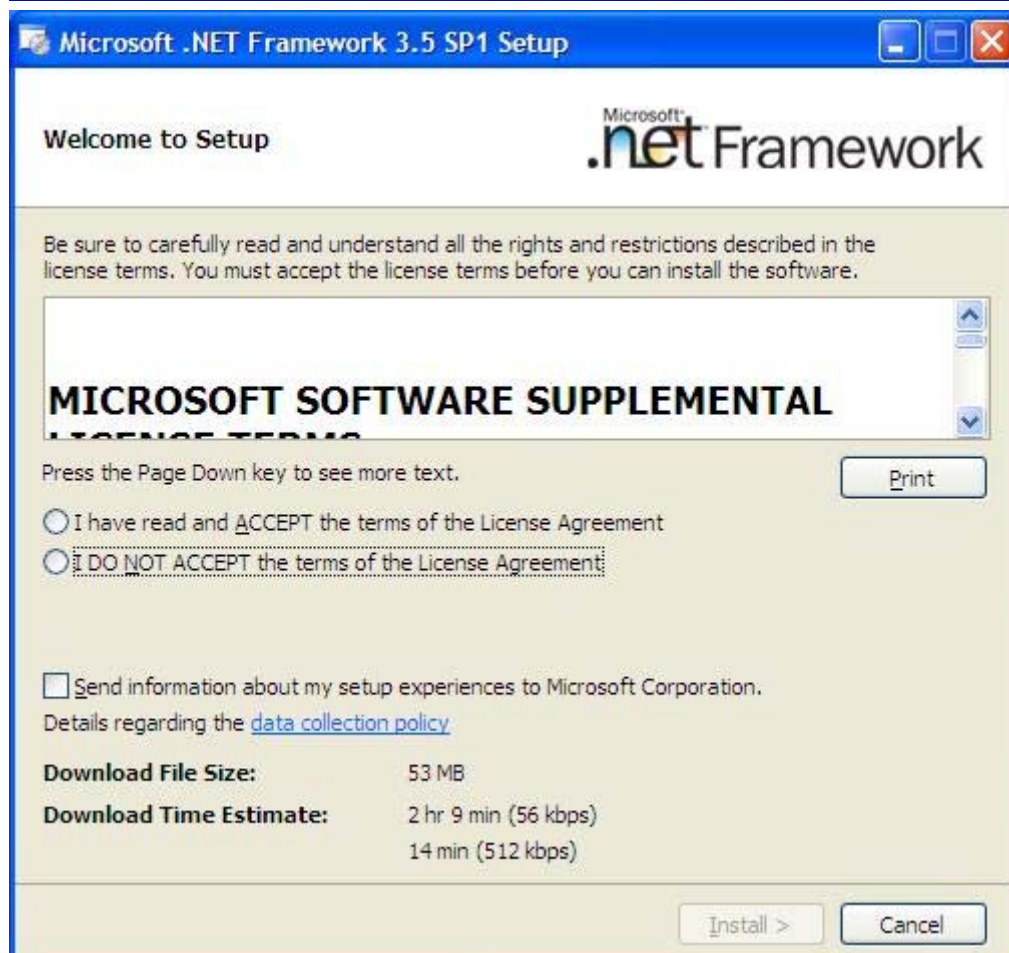 Microsoft .NET Framework 3.5 SP1 Setup
Welcome to Setup
Microsoft
.net Framework
Be sure to carefully read and understand all the rights and restrictions described in the
license terms. You must accept the license terms before you can install the software.
MICROSOFT SOFTWARE SUPPLEMENTAL
LICENSE TERMS
Press the Page Down key to see more text.
Print
I have read and ACCEPT the terms of the License Agreement
I DO NOT ACCEPT the terms of the License Agreement
Send information about my setup experiences to Microsoft Corporation.
Details regarding the data collection policy
Download File Size: 53 MB
Download Time Estimate: 2 hr 9 min (56 kbps)
14 min (512 kbps)
Install > Cancel